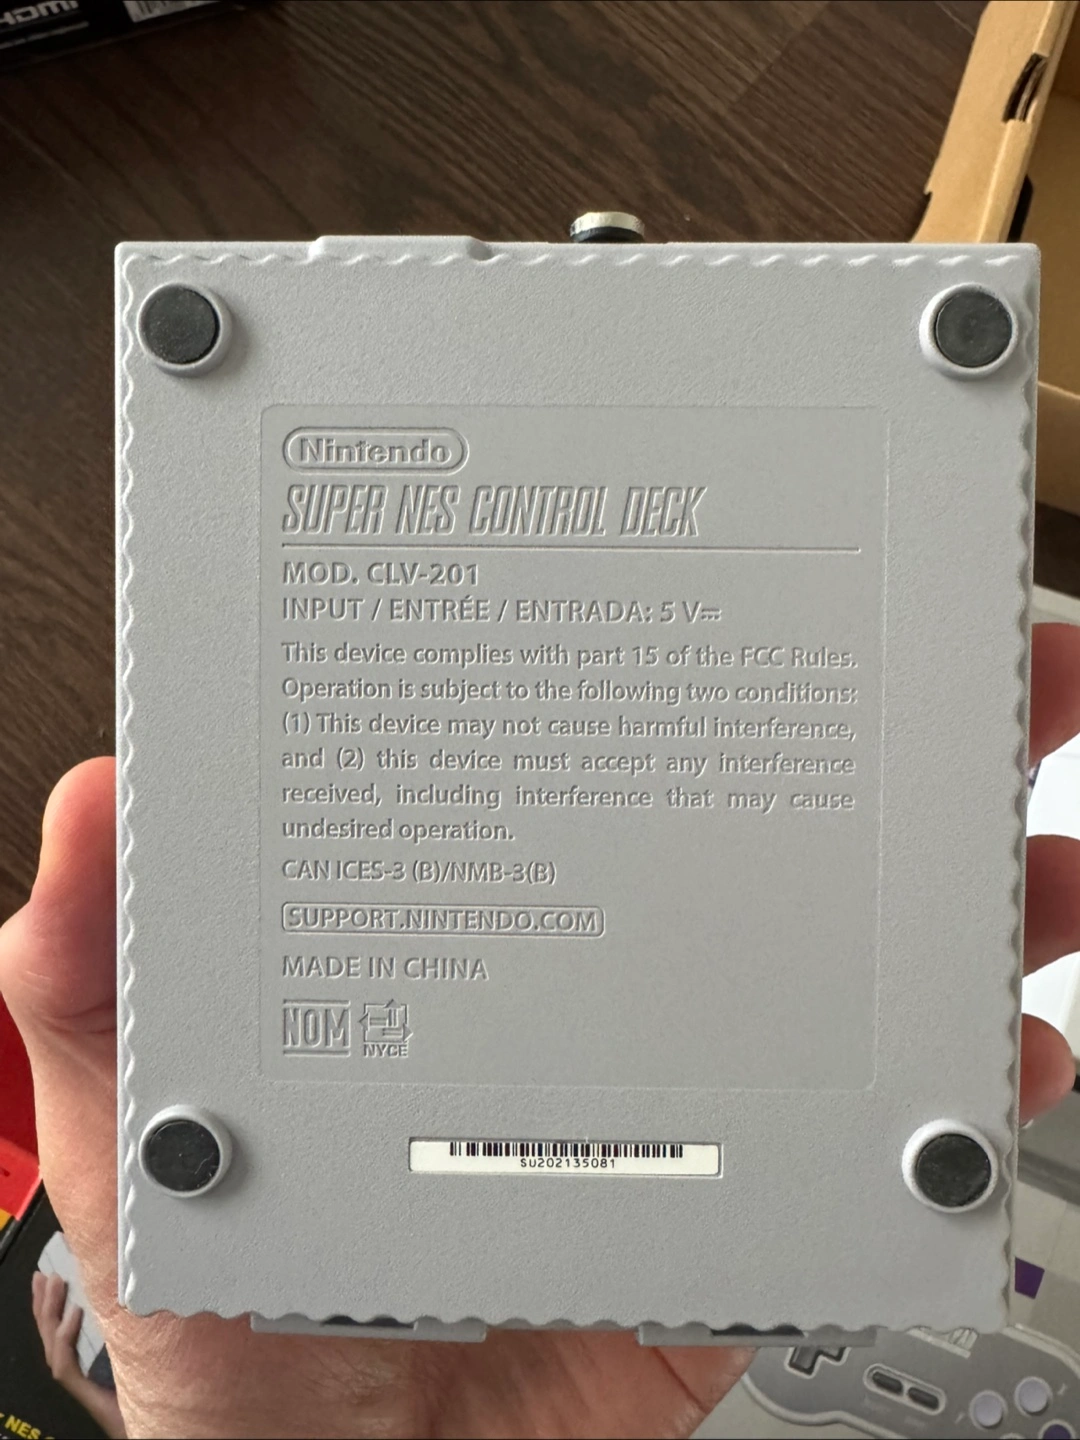 HDMI
Nintendo
SUPER NES CONTROL DECK
MOD. CLV-201
INPUT / ENTRÉE / ENTRADA: 5 V⎓
This device complies with part 15 of the FCC Rules.
Operation is subject to the following two conditions:
(1) This device may not cause harmful interference,
and (2) this device must accept any interference
received, including interference that may cause
undesired operation.
CAN ICES-3 (B)/NMB-3(B)
SUPPORT.NINTENDO.COM
MADE IN CHINA
NOM
NYCE
SU202135081
NES